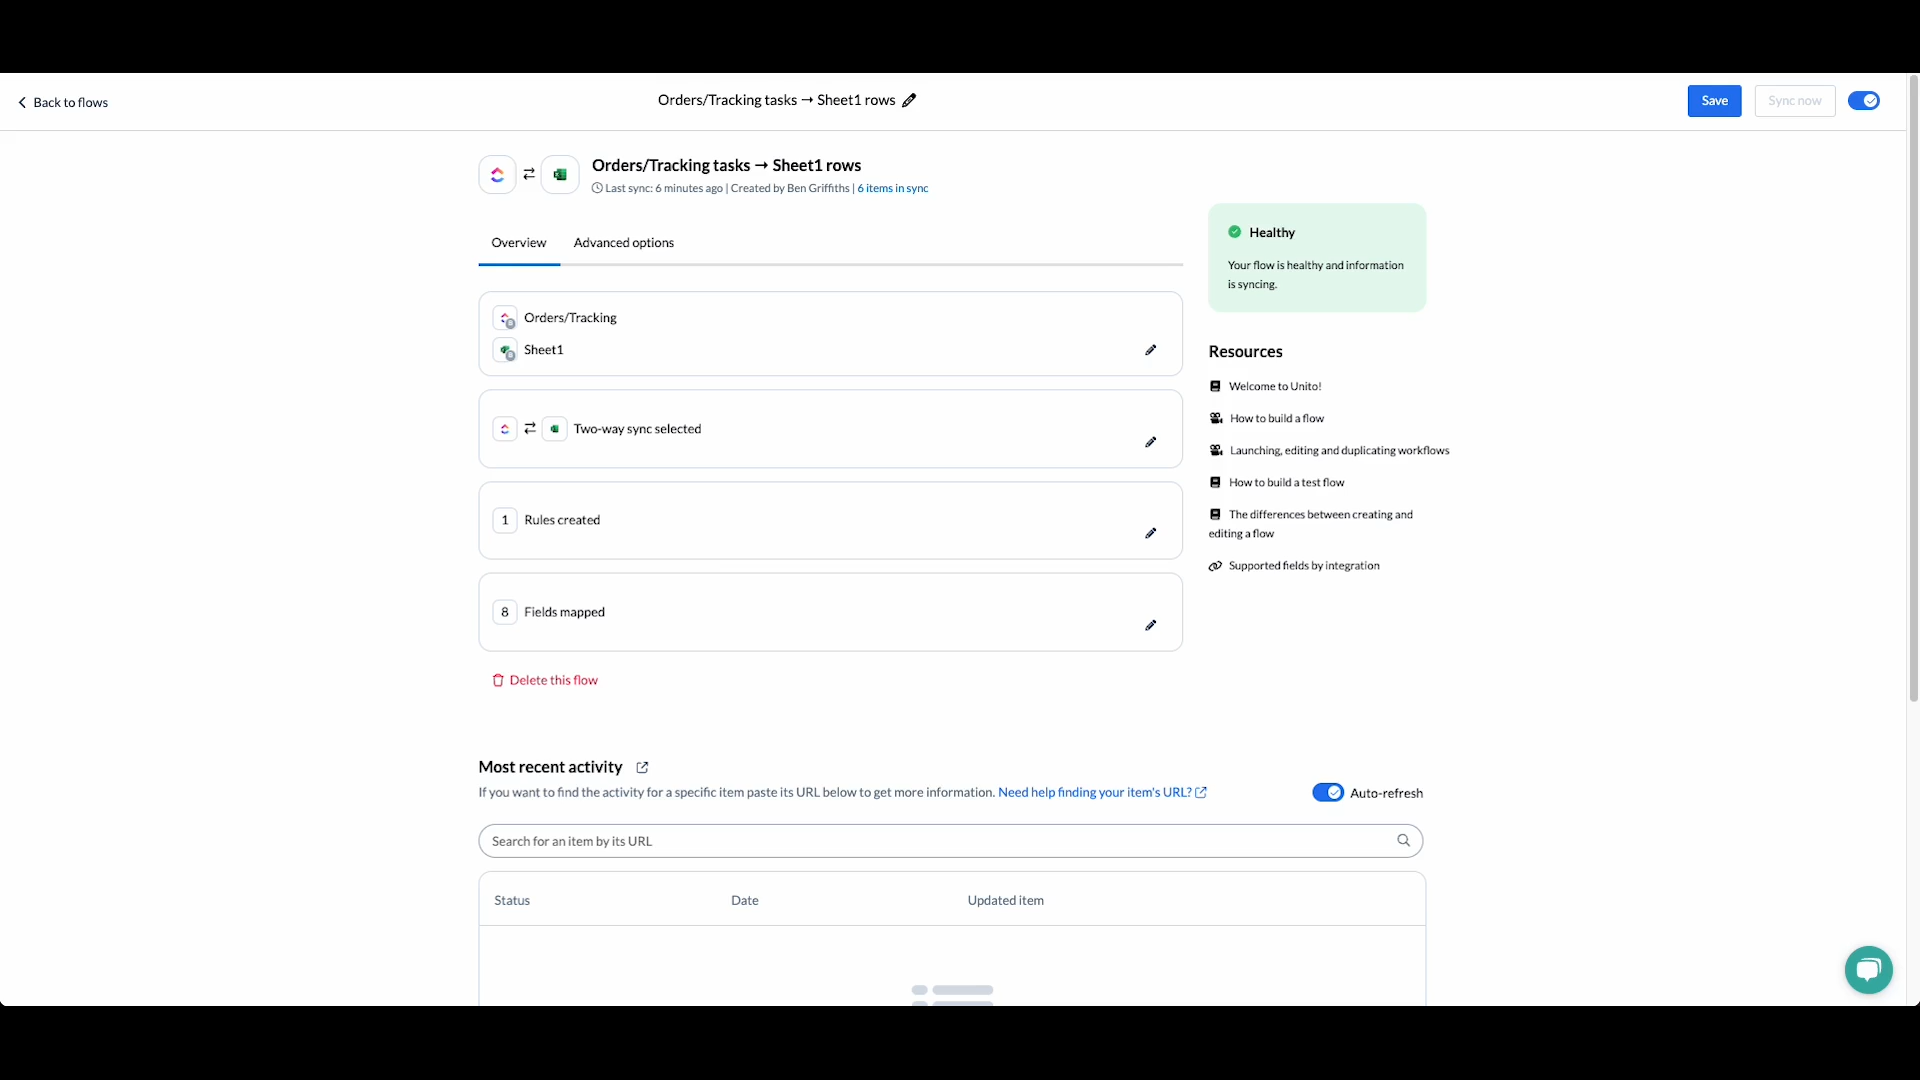 Back to flows
Orders/Tracking tasks → Sheet1 rows
Save
Sync now
Orders/Tracking tasks → Sheet1 rows
Last sync: 6 minutes ago | Created by Ben Griffiths | 6 items in sync
Overview
Advanced options
Orders/Tracking
Sheet1
Two-way sync selected
1 Rules created
8 Fields mapped
Delete this flow
Healthy
Your flow is healthy and information
is syncing.
Resources
Welcome to Unito!
How to build a flow
Launching, editing and duplicating workflows
How to build a test flow
The differences between creating and
editing a flow
Supported fields by integration
Most recent activity
If you want to find the activity for a specific item paste its URL below to get more information. Need help finding your item's URL?
Auto-refresh
Search for an item by its URL
Status Date Updated item